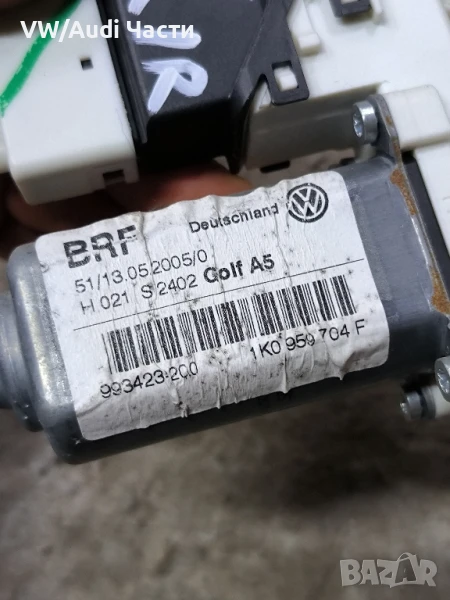 VW/Audi Части
BRF
Deutschland
51/13.05.2005/0
H.021 S 2402 Golf A5
993423-200
1K0 959 704 F
BAZAR